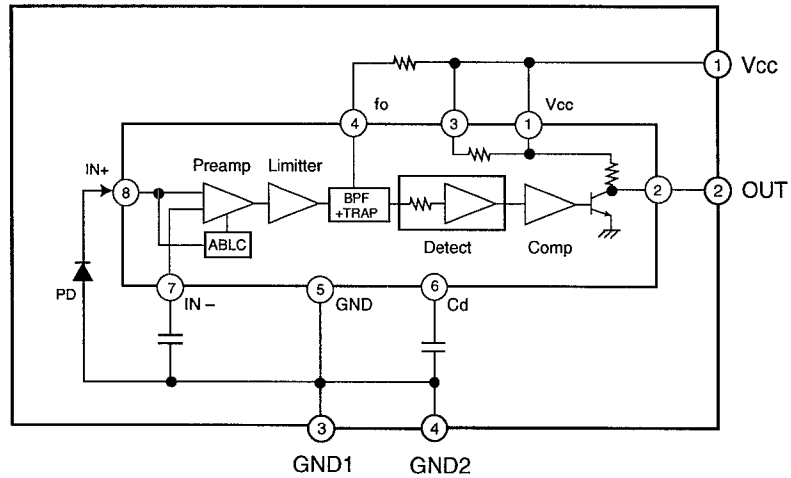 1 Vcc
fo Vcc
4 3 1
IN+ Preamp Limitter
8 BPF 2 2 OUT
+TRAP
ABLC Detect Comp
PD 7 IN – 5 GND 6 Cd
3 4
GND1 GND2